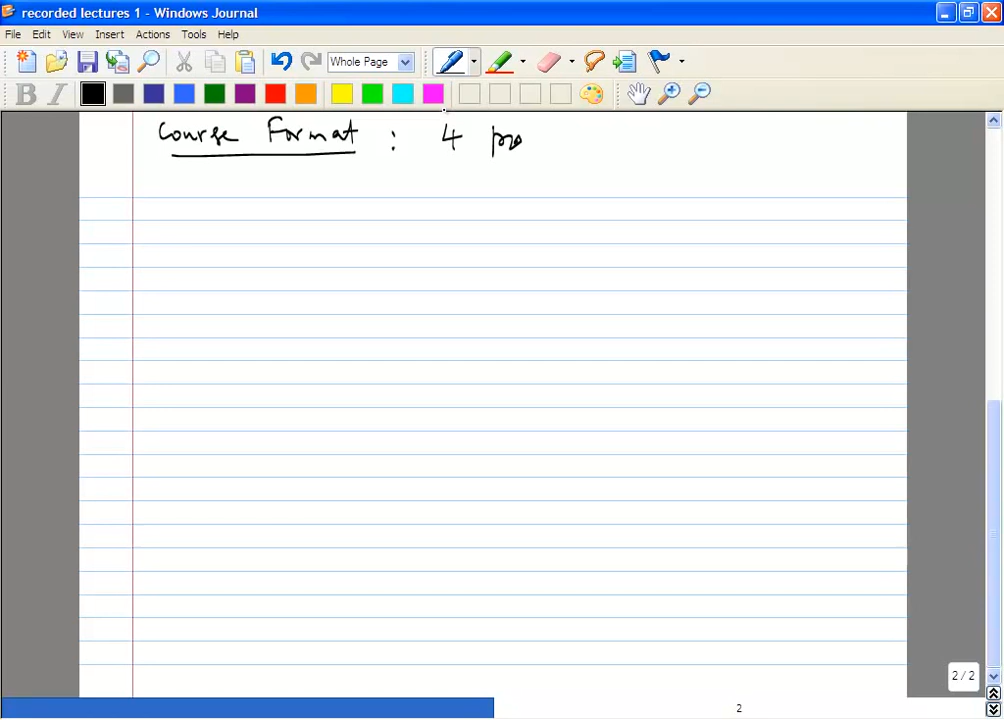 recorded lectures 1 - Windows Journal
File Edit View Insert Actions Tools Help
Whole Page
B I
Course Format : 4 pro
2/2
2